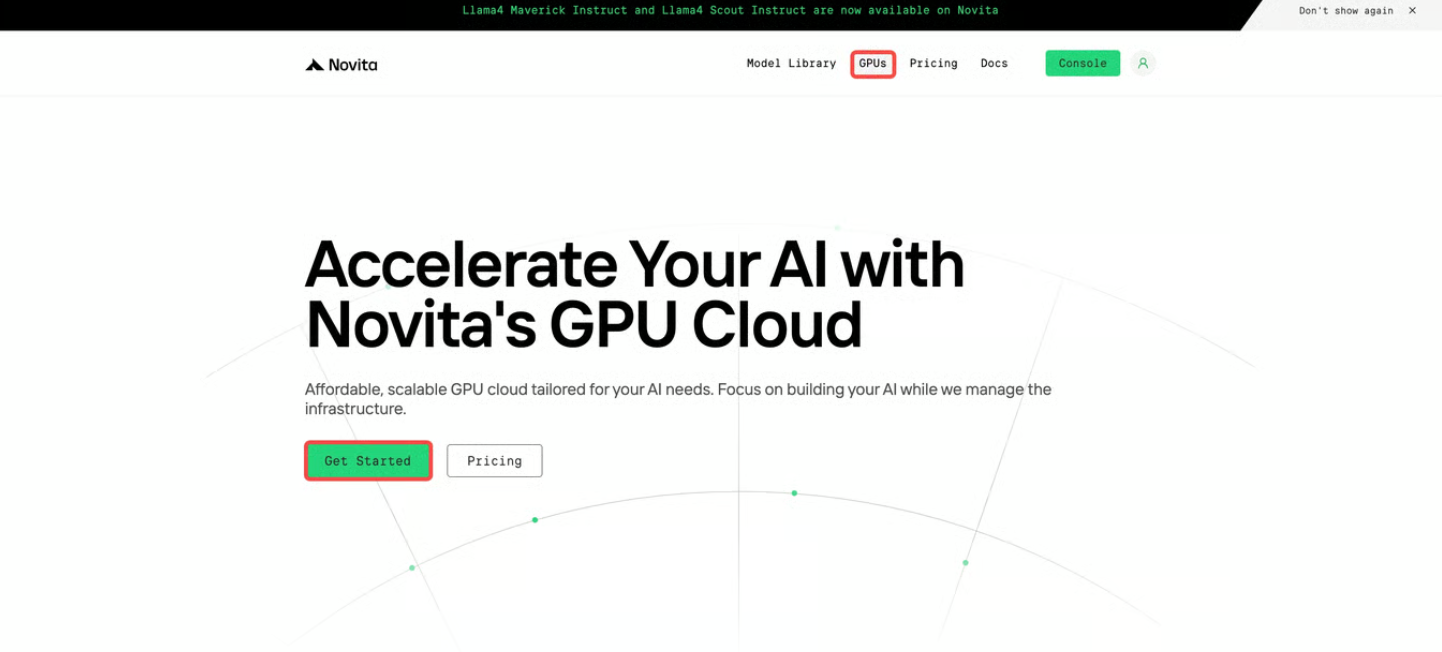 Llama4 Maverick Instruct and Llama4 Scout Instruct are now available on Novita
Don't show again ×
Novita
Model Library
GPUs
Pricing
Docs
Console
Accelerate Your AI with
Novita's GPU Cloud
Affordable, scalable GPU cloud tailored for your AI needs. Focus on building your AI while we manage the
infrastructure.
Get Started
Pricing